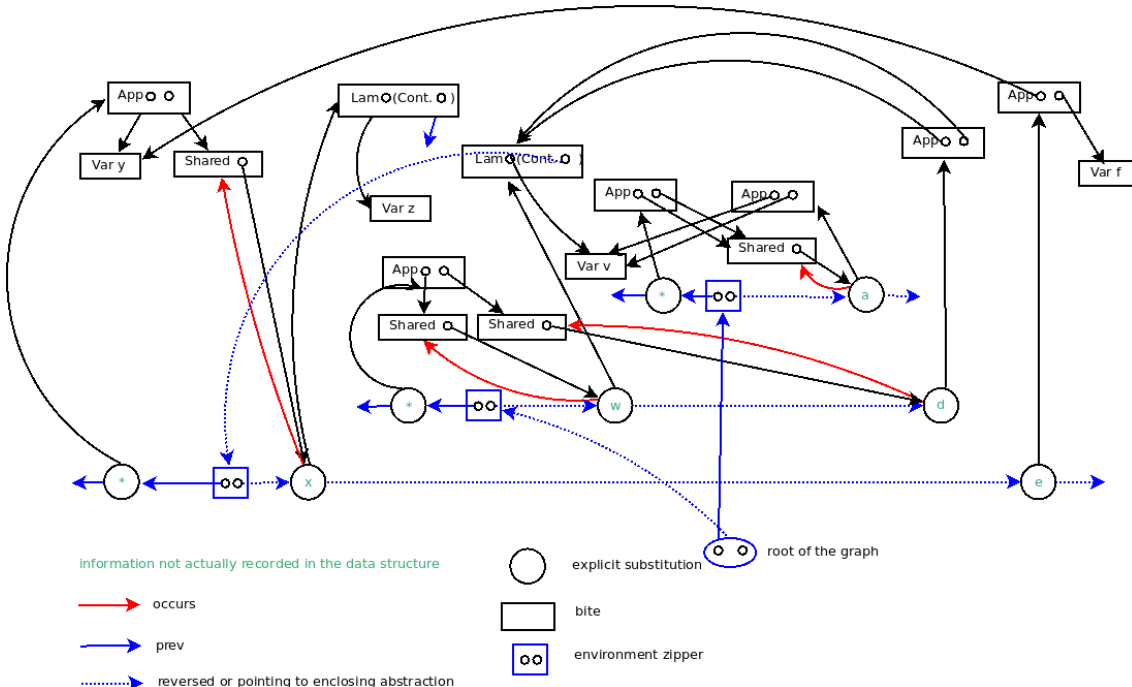 App
Lam (Cont. )
App
App
Var y
Shared
Lam (Cont. )
Var f
App
App
Var z
Shared
Var v
App
*
a
Shared
Shared
*
w
d
*
x
e
root of the graph
information not actually recorded in the data structure
explicit substitution
occurs
bite
prev
environment zipper
reversed or pointing to enclosing abstraction